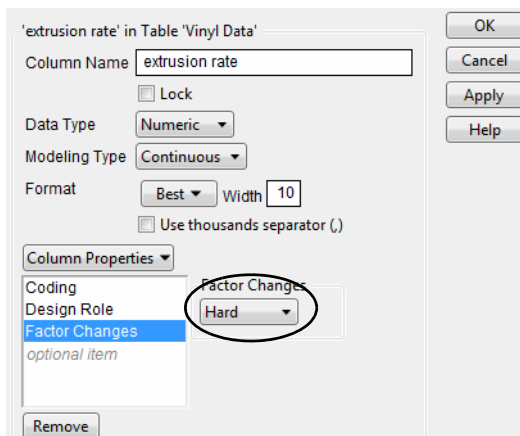 'extrusion rate' in Table 'Vinyl Data'
OK
Column Name extrusion rate
Cancel
Lock
Apply
Data Type Numeric
Help
Modeling Type Continuous
Format Best Width 10
Use thousands separator (,)
Column Properties
Coding
Design Role
Factor Changes
optional item
Factor Changes
Hard
Remove